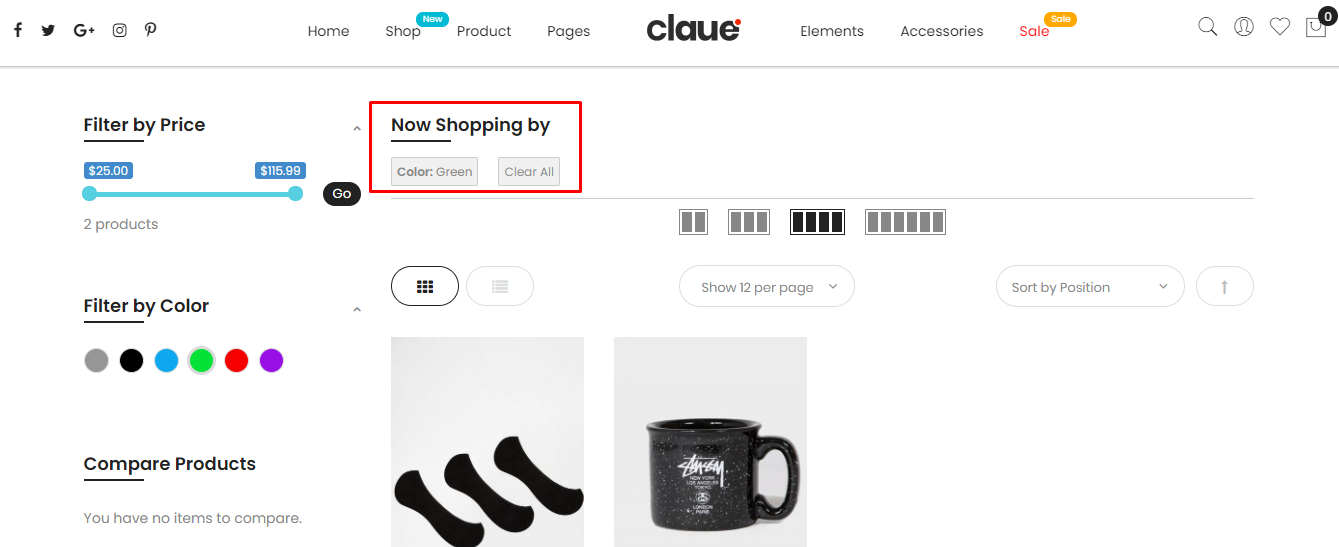 Home
Shop
New
Product
Pages
claue
Elements
Accessories
Sale
Sale
0
Filter by Price
$25.00
$115.99
Go
2 products
Filter by Color
Compare Products
You have no items to compare.
Now Shopping by
Color: Green
Clear All
Show 12 per page
Sort by Position
Stussy
NEW YORK
LOS ANGELES
TOKYO
LONDON
PARIS